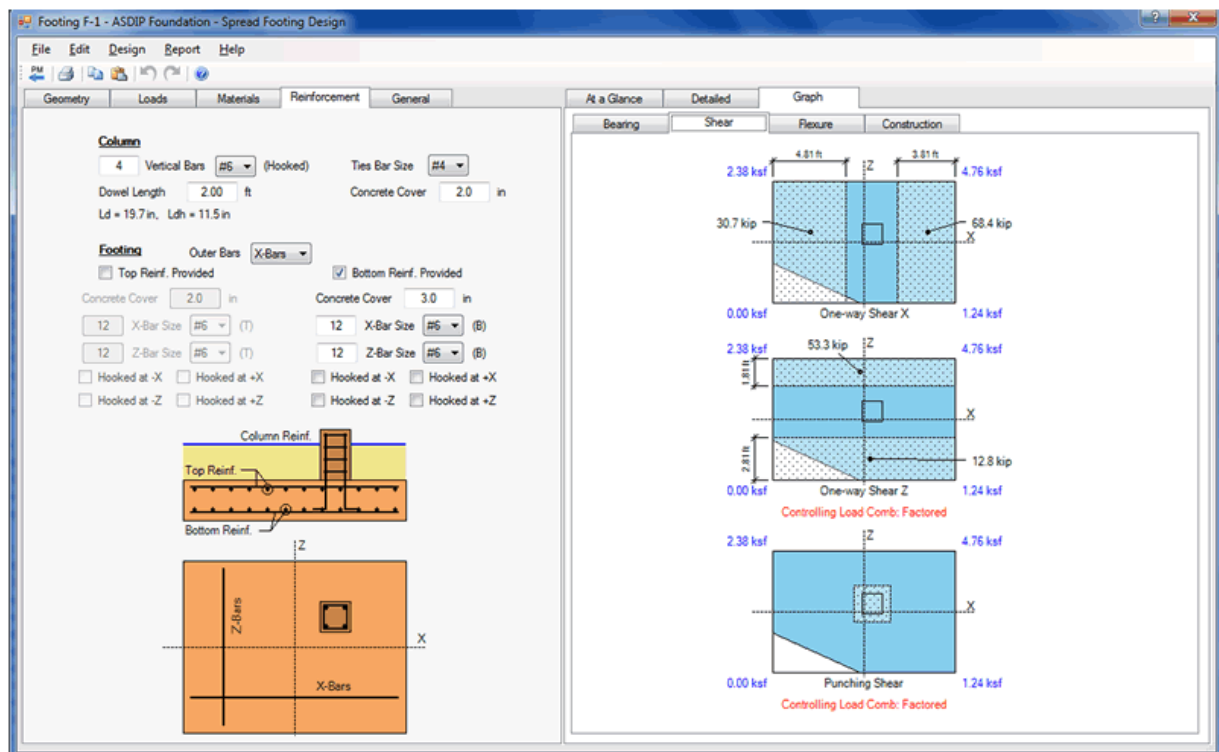 Footing F-1 - ASDIP Foundation - Spread Footing Design
File Edit Design Report Help
PM
Geometry Loads Materials Reinforcement General
Column
4 Vertical Bars #6 (Hooked) Ties Bar Size #4
Dowel Length 2.00 ft Concrete Cover 2.0 in
Ld = 19.7 in, Ldh = 11.5 in
Footing Outer Bars X-Bars
Top Reinf. Provided Bottom Reinf. Provided
Concrete Cover 2.0 in Concrete Cover 3.0 in
12 X-Bar Size #6 (T) 12 X-Bar Size #6 (B)
12 Z-Bar Size #6 (T) 12 Z-Bar Size #6 (B)
Hooked at -X Hooked at +X Hooked at -X Hooked at +X
Hooked at -Z Hooked at +Z Hooked at -Z Hooked at +Z
Column Reinf.
Top Reinf.
Bottom Reinf.
Z
Z-Bars
X
X-Bars
At a Glance Detailed Graph
Bearing Shear Flexure Construction
4.81 ft Z 3.81 ft
2.38 ksf 4.76 ksf
30.7 kip 68.4 kip
X
0.00 ksf One-way Shear X 1.24 ksf
2.38 ksf 53.3 kip Z 4.76 ksf
1.81 ft
X
2.81 ft
12.8 kip
0.00 ksf One-way Shear Z 1.24 ksf
Controlling Load Comb: Factored
2.38 ksf Z 4.76 ksf
X
0.00 ksf Punching Shear 1.24 ksf
Controlling Load Comb: Factored